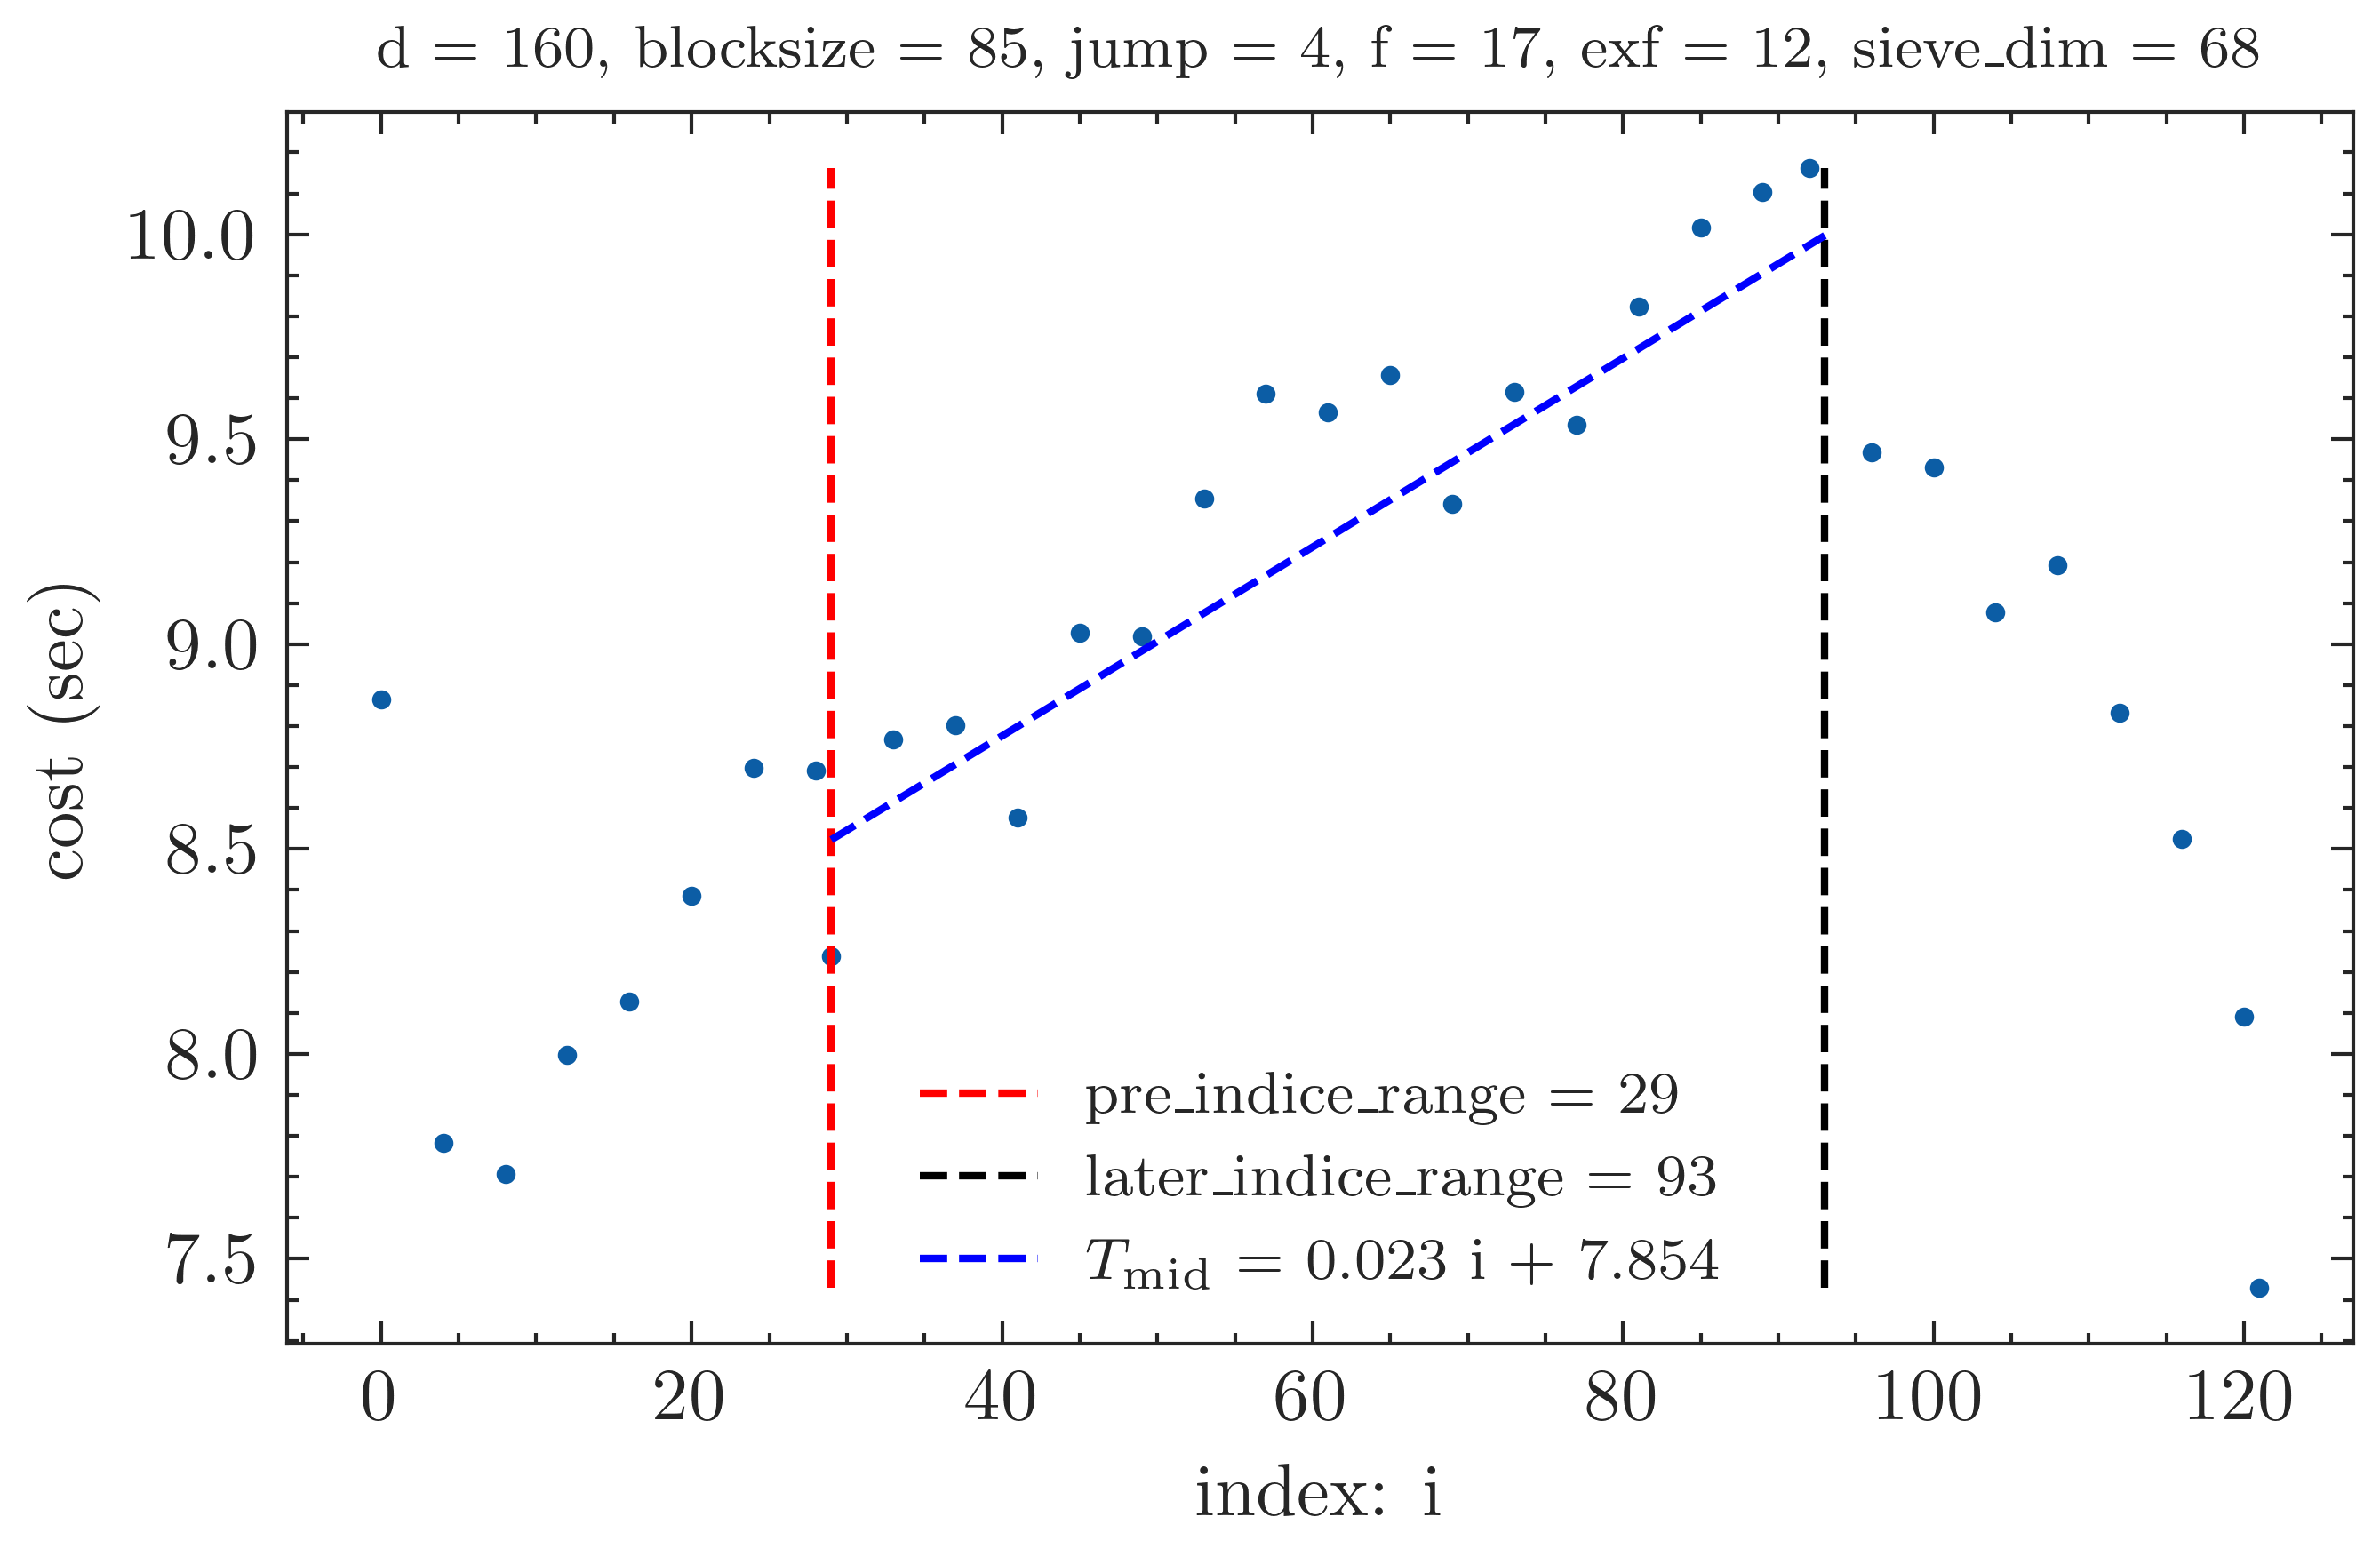 d = 160, blocksize = 85, jump = 4, f = 17, exf = 12, sieve_dim = 68
10.0
9.5
9.0
8.5
8.0
7.5
cost (sec)
pre_indice_range = 29
later_indice_range = 93
T_mid = 0.023 i + 7.854
0 20 40 60 80 100 120
index: i